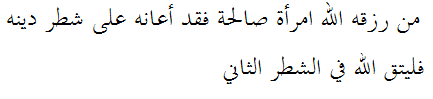 من رزقه الله امرأة صالحة فقد أعانه على شطر دينه
فليتق الله في الشطر الثاني